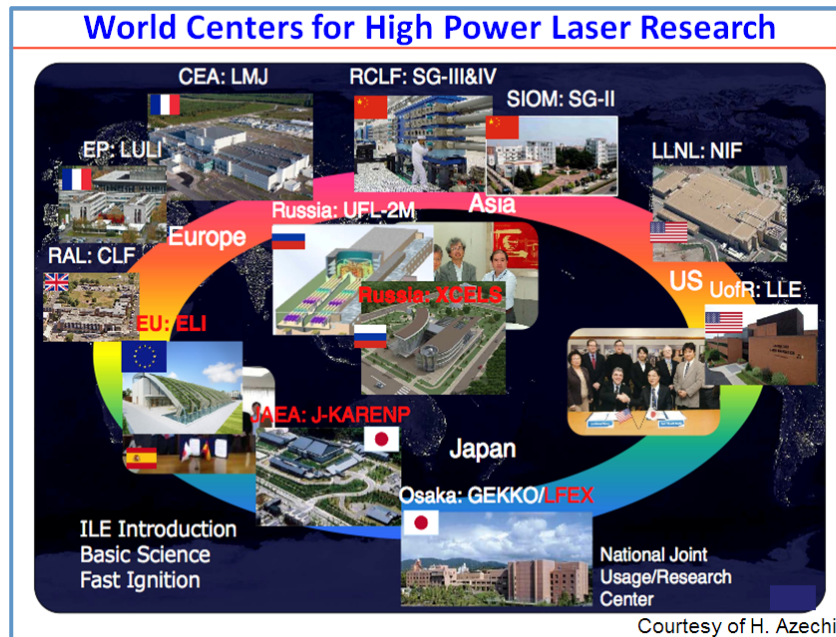 World Centers for High Power Laser Research
CEA: LMJ
RCLF: SG-III&IV
SIOM: SG-II
EP: LULI
LLNL: NIF
Russia: UFL-2M
Asia
Europe
RAL: CLF
US
UofR: LLE
Russia: XCELS
EU: ELI
JAEA: J-KARENP
Japan
Osaka: GEKKO/LFEX
ILE Introduction
Basic Science
Fast Ignition
National Joint
Usage/Research
Center
Courtesy of H. Azechi